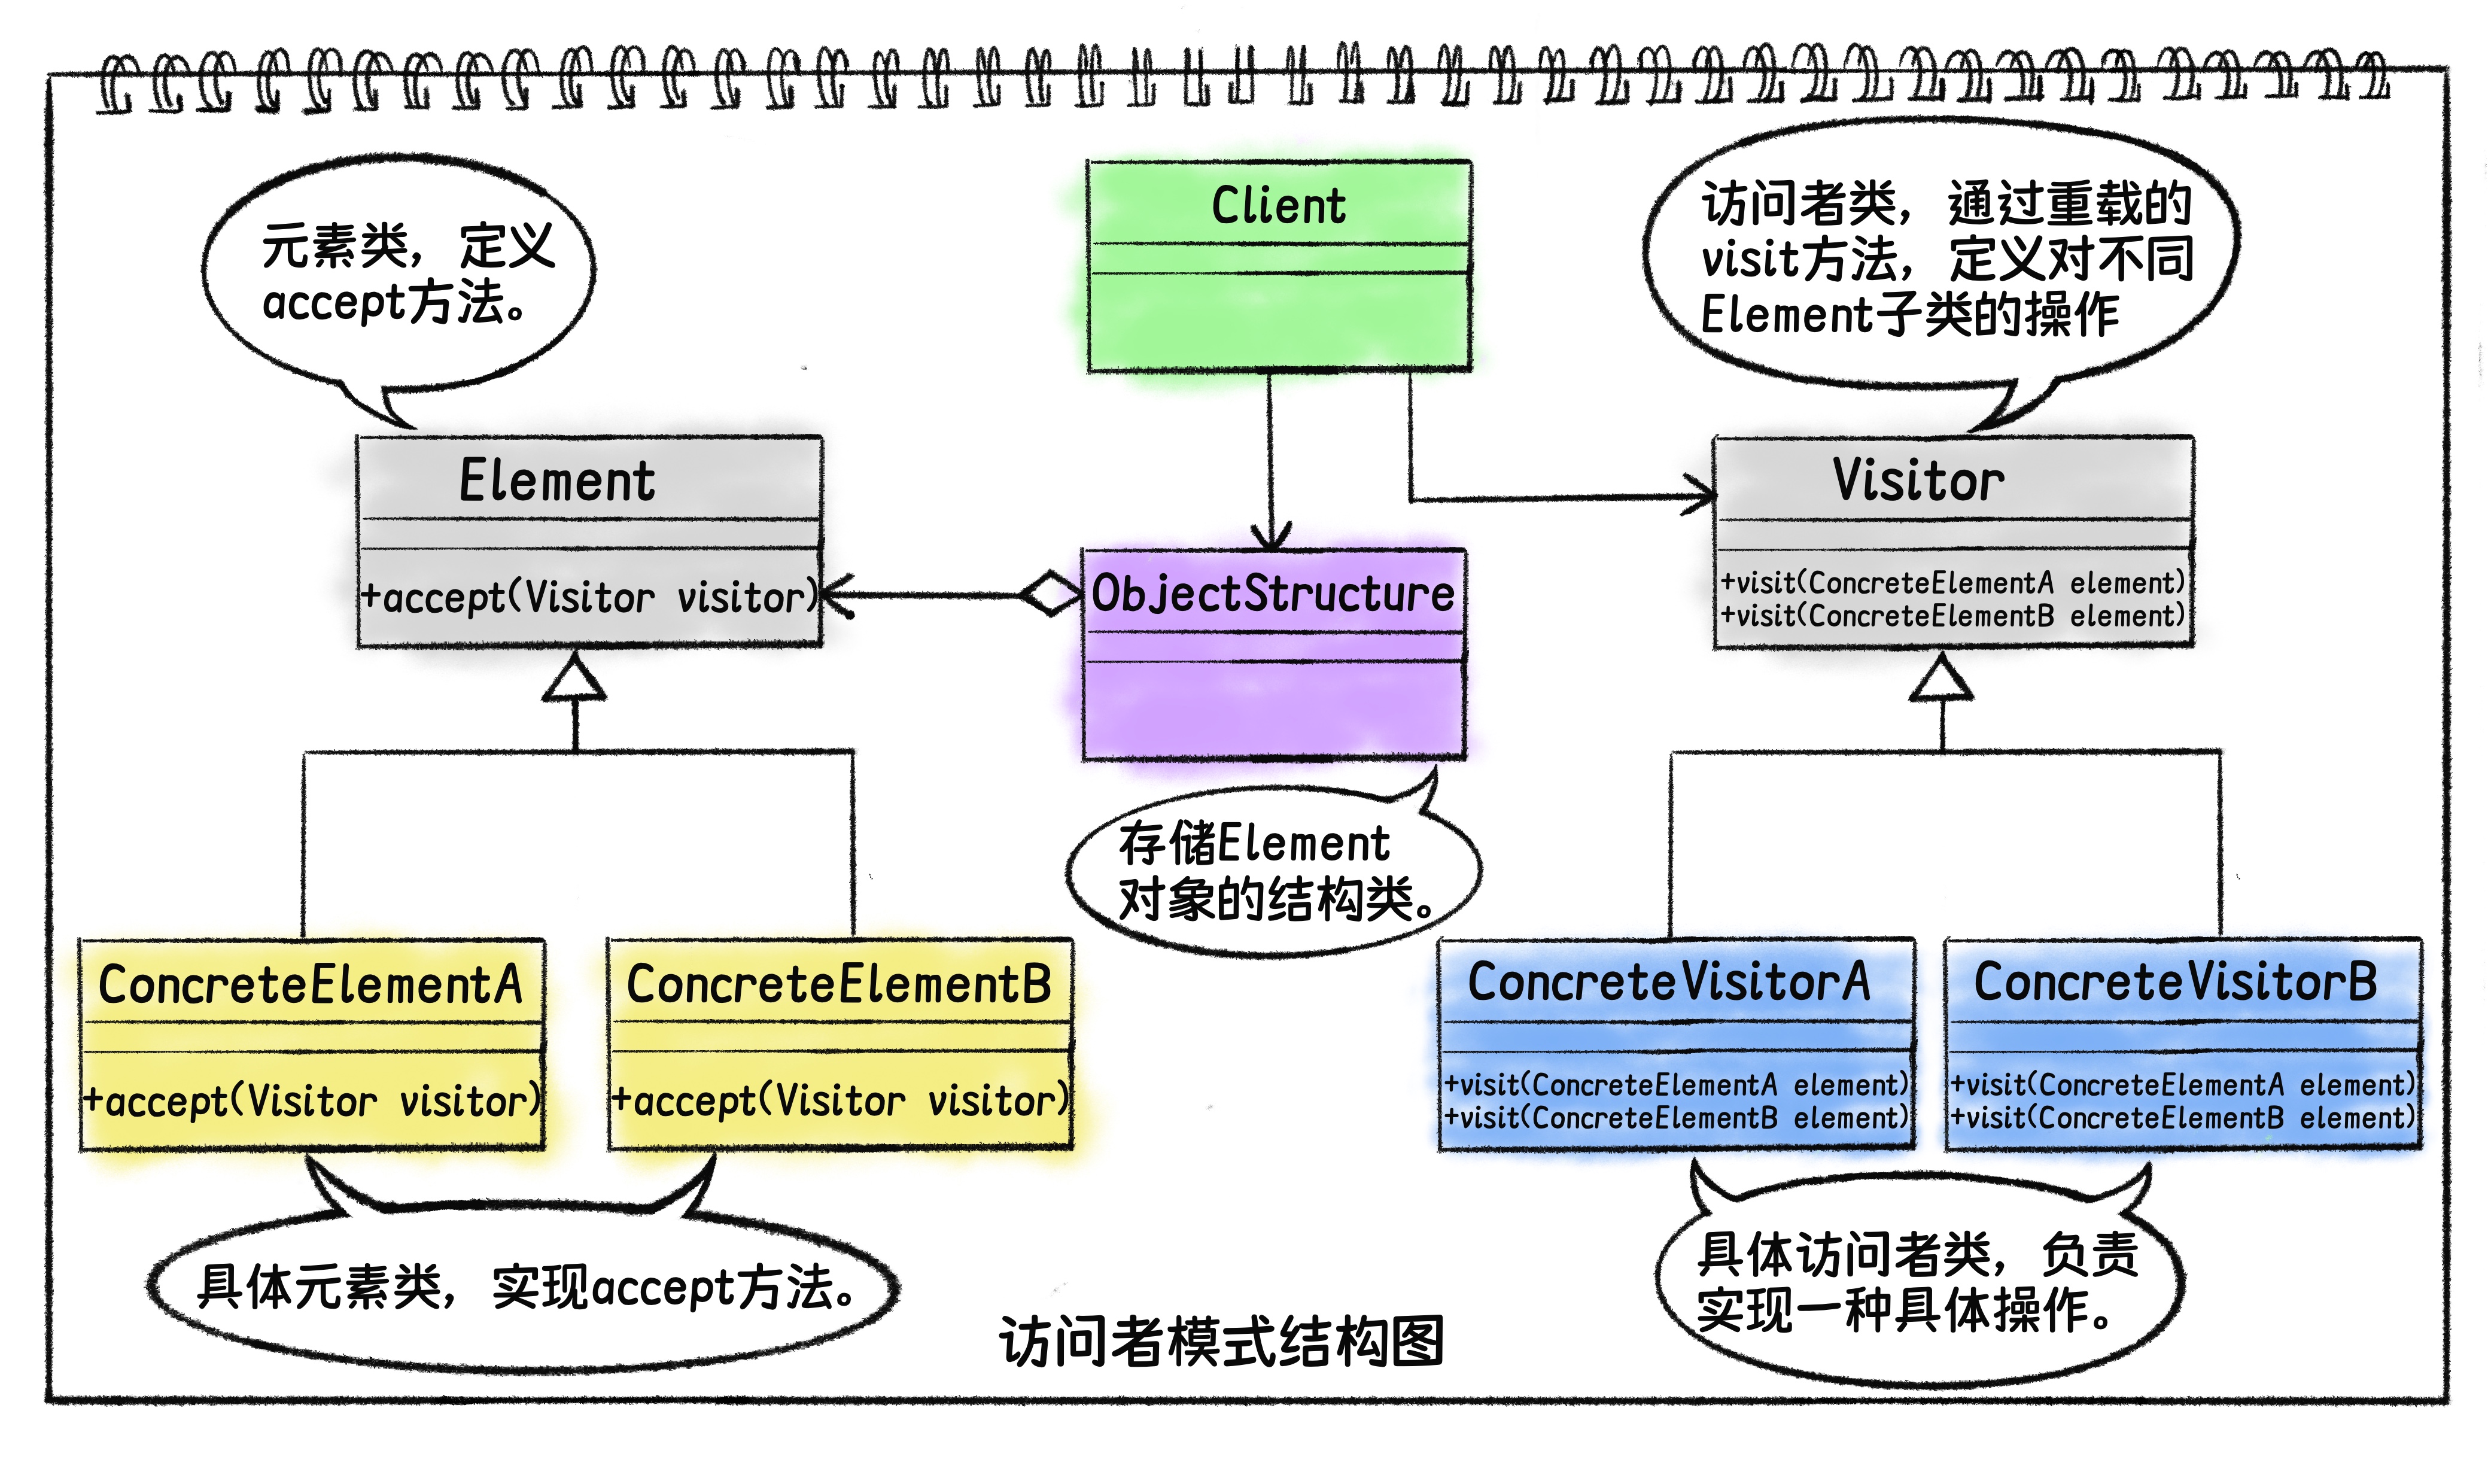 元素类，定义
accept方法。
Client
访问者类，通过重载的
visit方法，定义对不同
Element子类的操作
Element
+accept(Visitor visitor)
ObjectStructure
Visitor
+visit(ConcreteElementA element)
+visit(ConcreteElementB element)
存储Element
对象的结构类。
ConcreteElementA
+accept(Visitor visitor)
ConcreteElementB
+accept(Visitor visitor)
ConcreteVisitorA
+visit(ConcreteElementA element)
+visit(ConcreteElementB element)
ConcreteVisitorB
+visit(ConcreteElementA element)
+visit(ConcreteElementB element)
具体元素类，实现accept方法。
具体访问者类，负责
实现一种具体操作。
访问者模式结构图